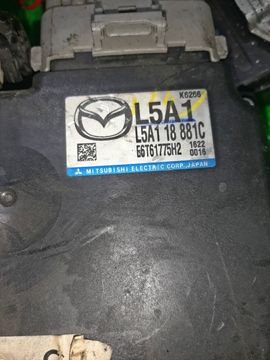 K6266
L5A1
L5A1 18 881C
E6T61775H2 1622
0016
MITSUBISHI ELECTRIC CORP. JAPAN